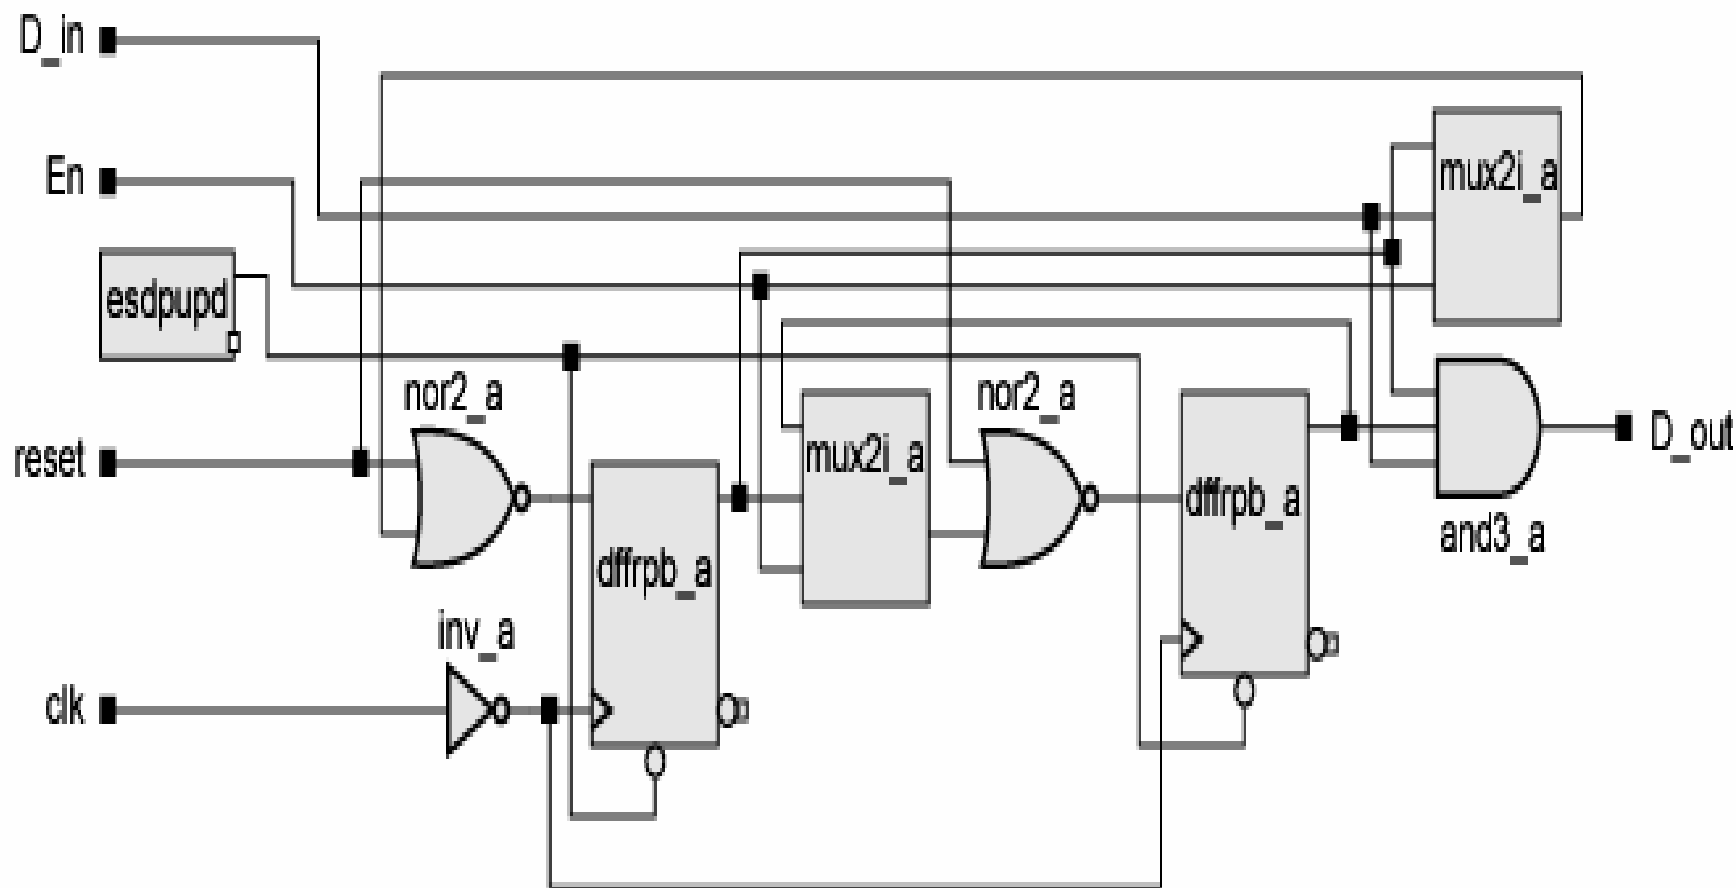 D_in
En
mux2i_a
esdpupd
nor2_a
nor2_a
reset
mux2i_a
D_out
dffrpb_a
and3_a
dffrpb_a
inv_a
clk